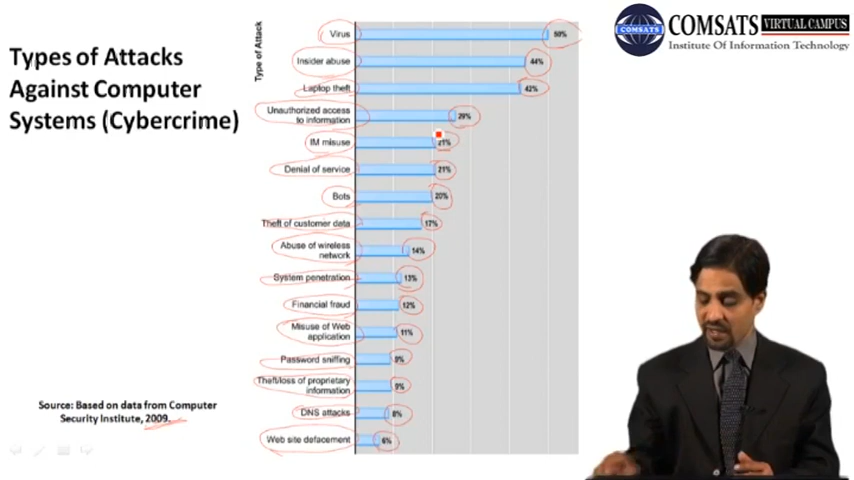 Types of Attacks
Against Computer
Systems (Cybercrime)
COMSATS
COMSATS
VIRTUAL CAMPUS
Institute Of Information Technology
Type of Attack
Virus 50%
Insider abuse 44%
Laptop theft 42%
Unauthorized access
to information 29%
IM misuse 21%
Denial of service 21%
Bots 20%
Theft of customer data 17%
Abuse of wireless
network 14%
System penetration 13%
Financial fraud 12%
Misuse of Web
application 11%
Password sniffing 9%
Theft/loss of proprietary
information 9%
DNS attacks 8%
Web site defacement 6%
Source: Based on data from Computer
Security Institute, 2009.